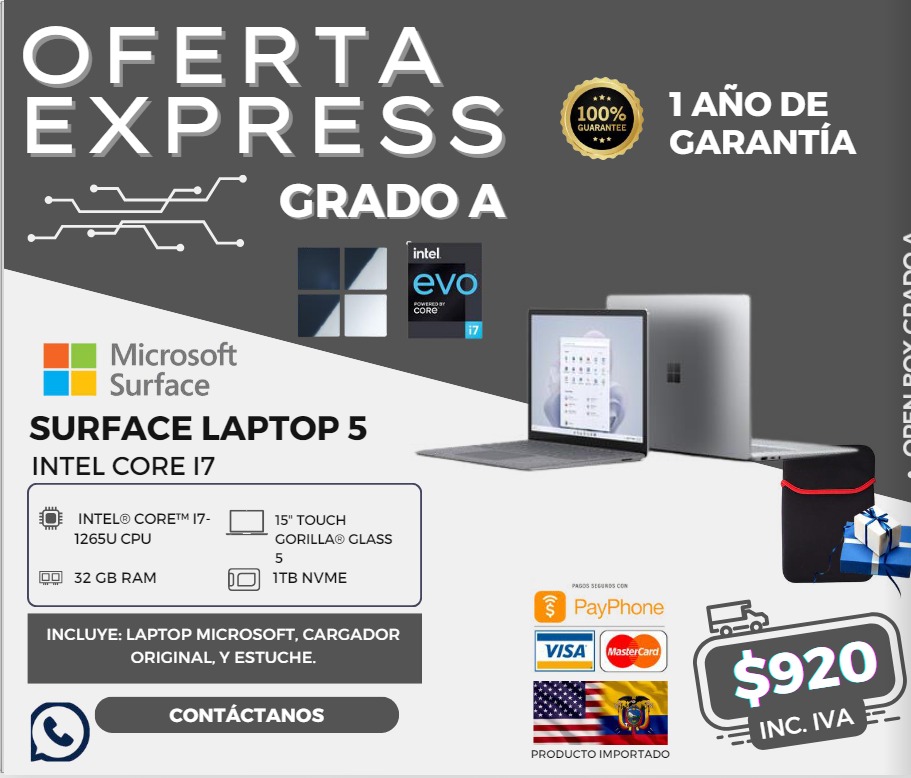 OFERTA
EXPRESS
100%
GUARANTEE
1 AÑO DE
GARANTÍA
GRADO A
intel.
evo
POWERED BY
CORE
i7
Microsoft
Surface
SURFACE LAPTOP 5
INTEL CORE I7
INTEL® CORE™ I7-
1265U CPU
15" TOUCH
GORILLA® GLASS
5
32 GB RAM
1TB NVME
INCLUYE: LAPTOP MICROSOFT, CARGADOR
ORIGINAL, Y ESTUCHE.
CONTÁCTANOS
PAGOS SEGUROS CON
PayPhone
VISA
MasterCard
PRODUCTO IMPORTADO
$920
INC. IVA
• OPEN BOX GRADO A